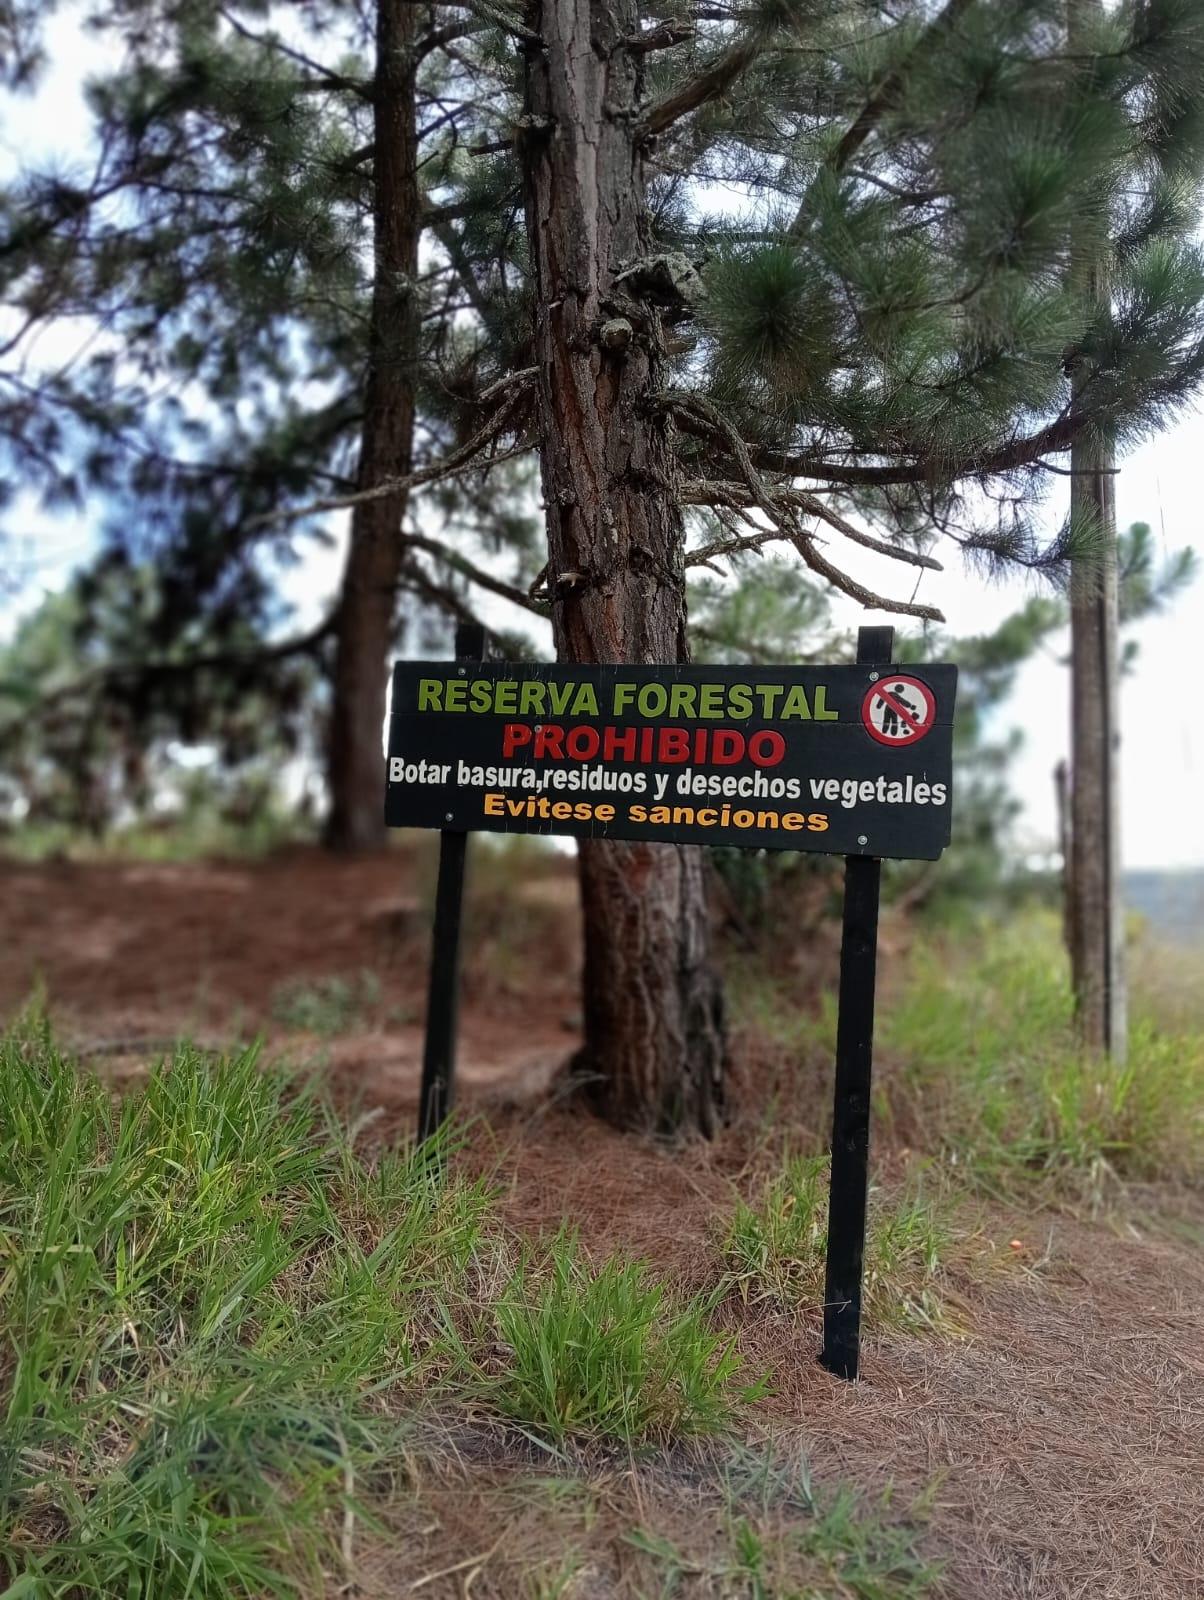 RESERVA FORESTAL
PROHIBIDO
Botar basura,residuos y desechos vegetales
Evitese sanciones